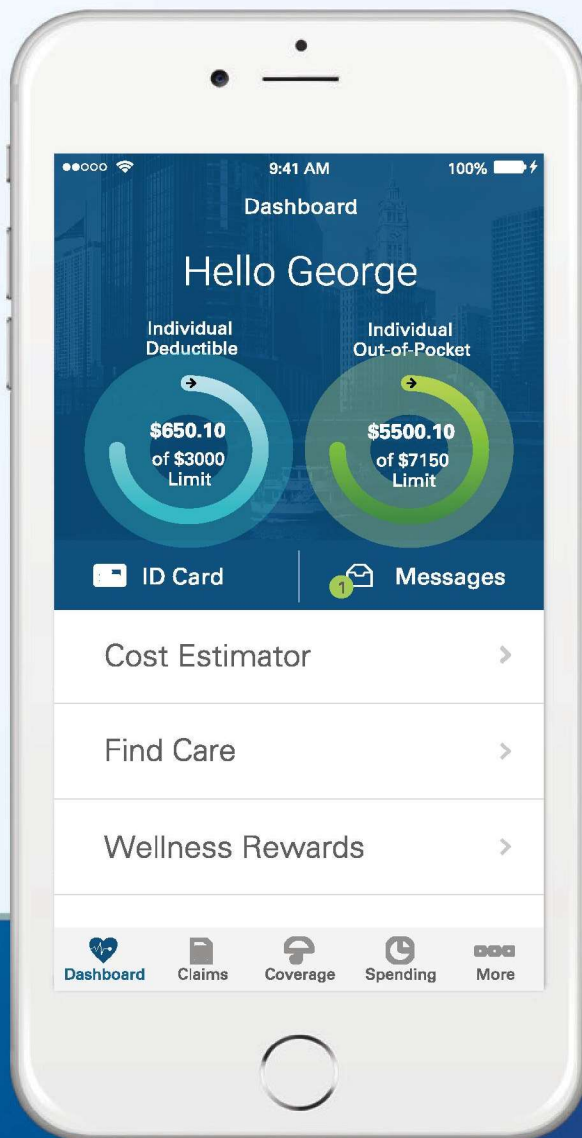 9:41 AM
100%
Dashboard
Hello George
Individual
Deductible
$650.10
of $3000
Limit
Individual
Out-of-Pocket
$5500.10
of $7150
Limit
ID Card
1
Messages
Cost Estimator
Find Care
Wellness Rewards
Dashboard
Claims
Coverage
Spending
More